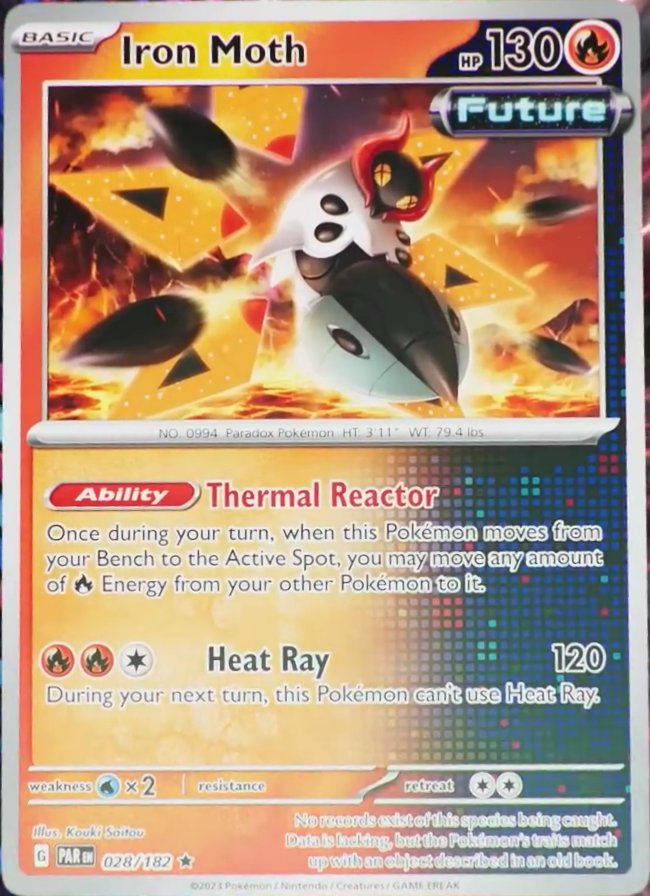 BASIC
Iron Moth
HP 130
Future
NO. 0994 Paradox Pokémon HT: 3'11" WT: 79.4 lbs
Ability Thermal Reactor
Once during your turn, when this Pokémon moves from
your Bench to the Active Spot, you may move any amount
of Energy from your other Pokémon to it.
Heat Ray 120
During your next turn, this Pokémon can't use Heat Ray.
weakness ×2 resistance retreat
Illus. Kouki Saitou
No records exist of this species being caught.
Data is lacking, but the Pokémon's traits match
up with an object described in an old book.
G PAR EN 028/182
©2023 Pokémon / Nintendo / Creatures / GAME FREAK